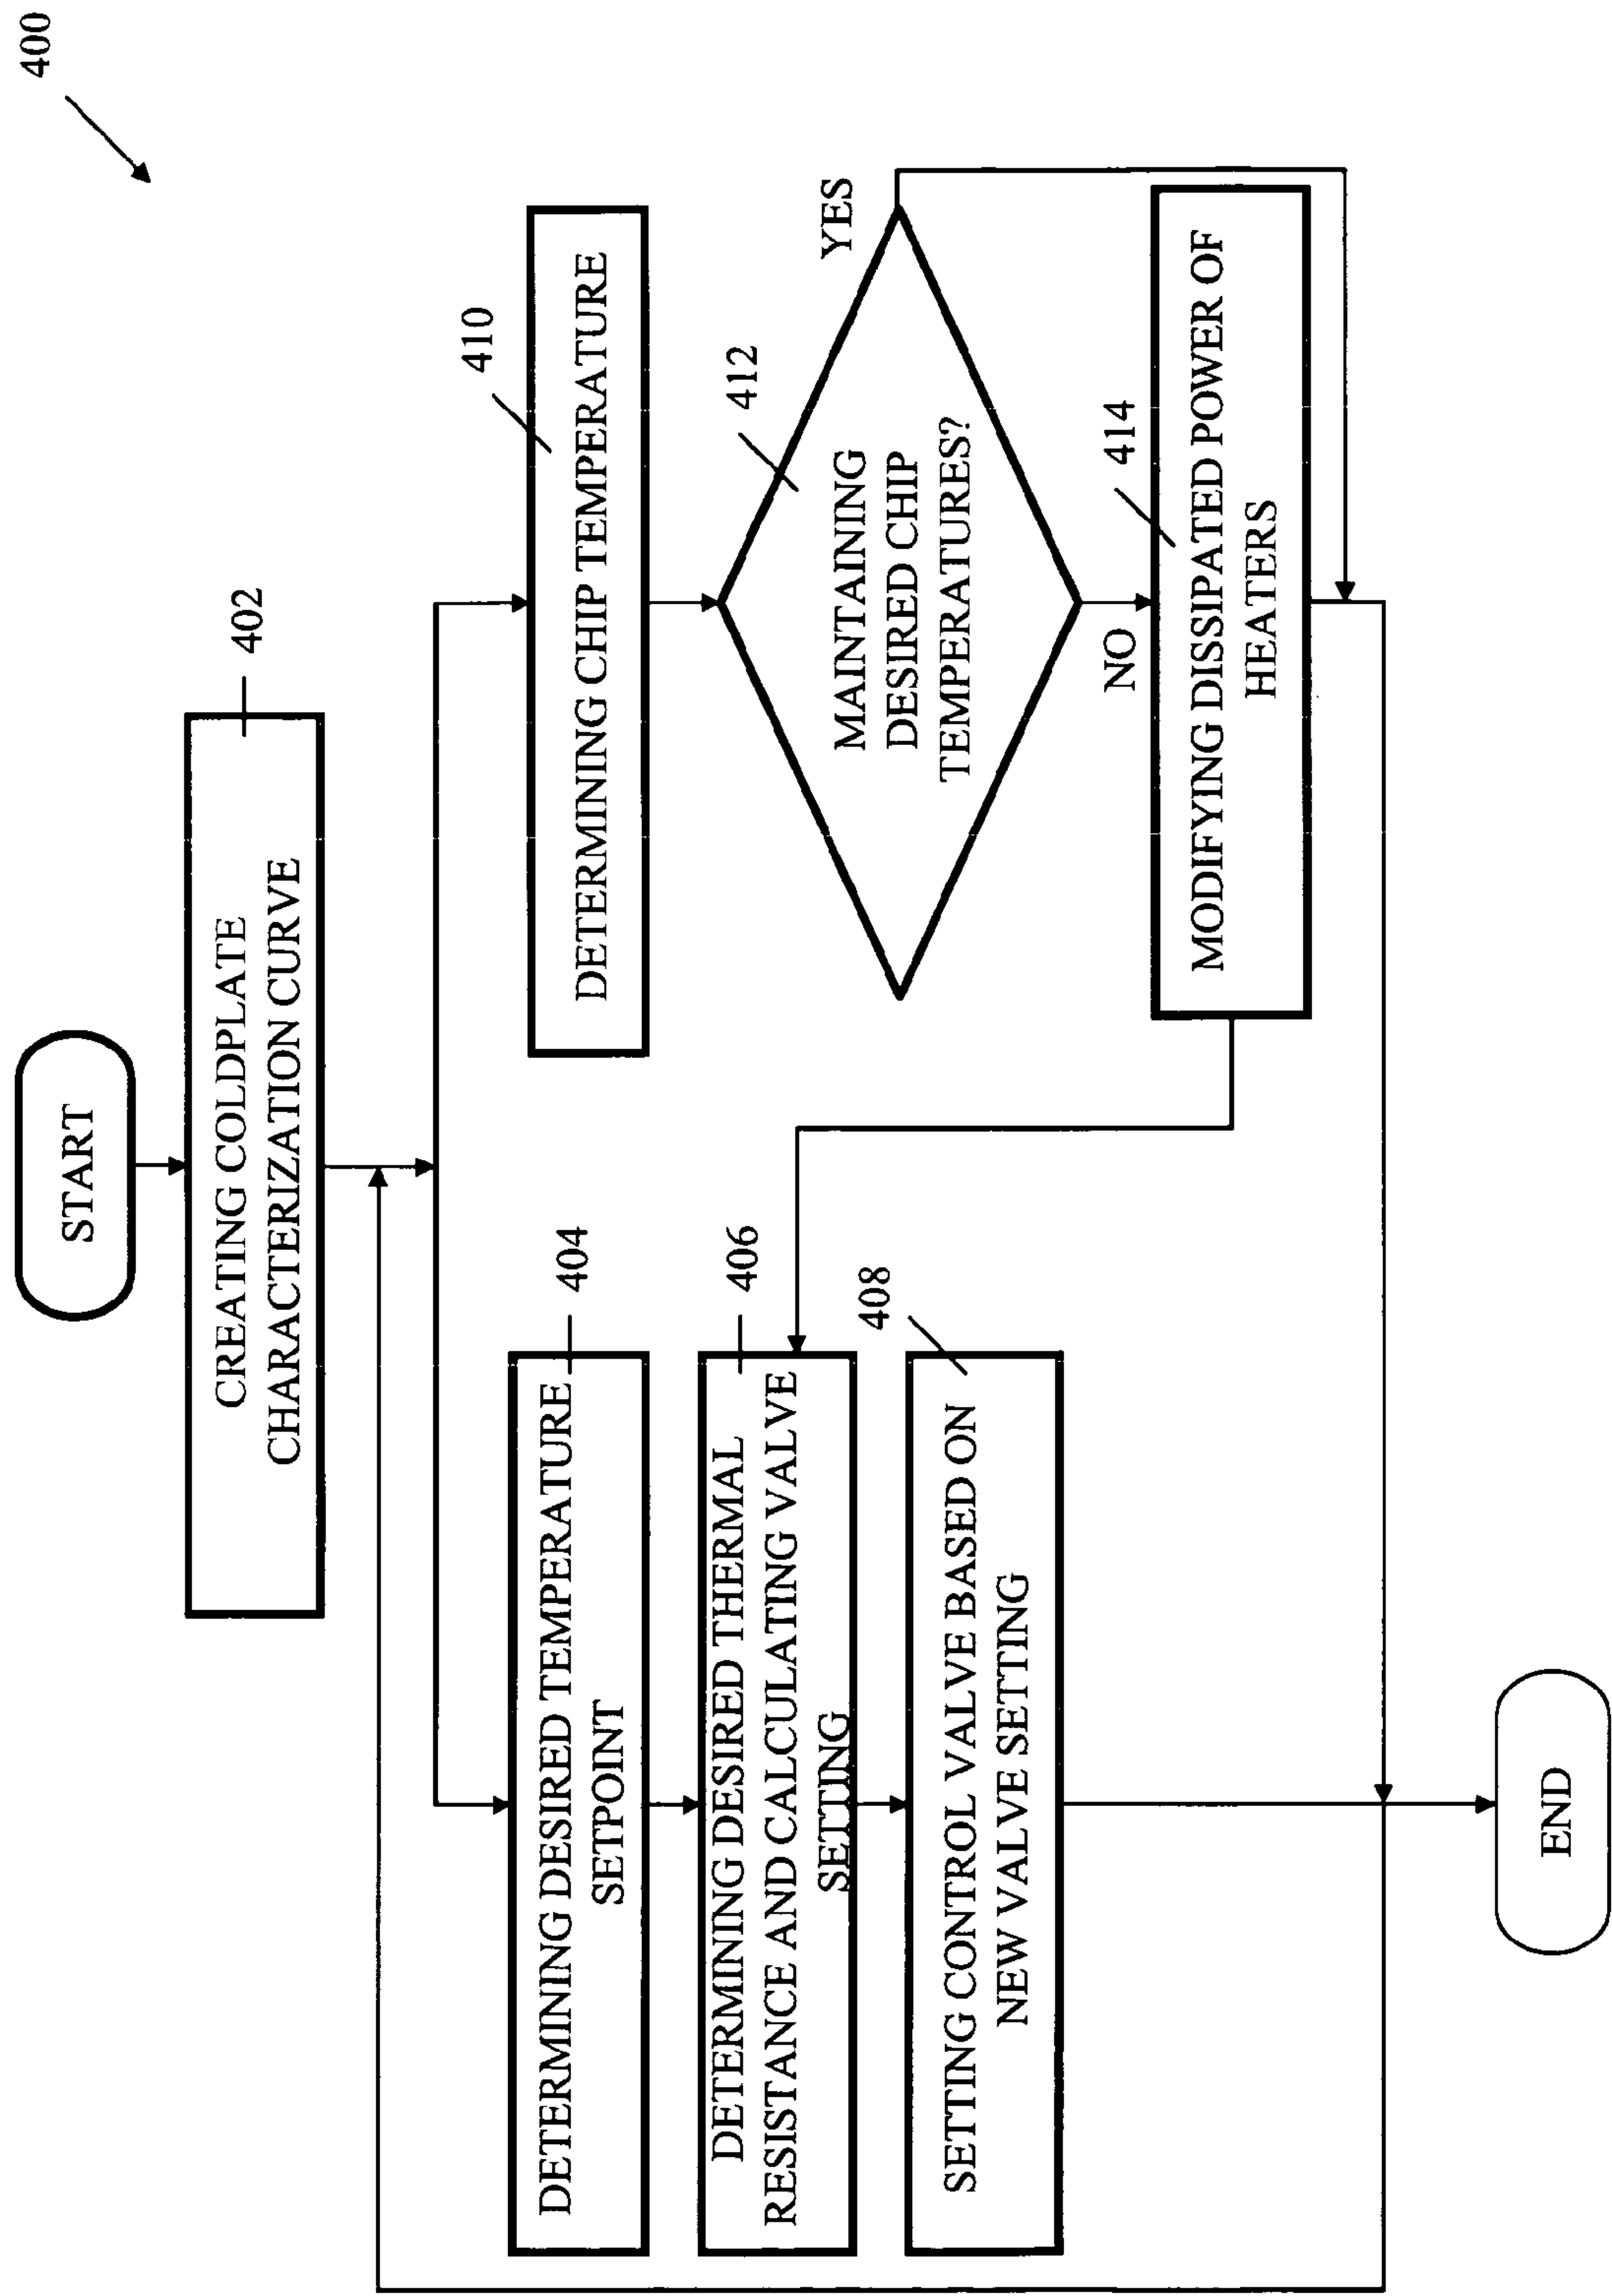 400
START
CREATING COLDPLATE
CHARACTERIZATION CURVE
402
DETERMINING DESIRED TEMPERATURE
SETPOINT
404
DETERMINING DESIRED THERMAL
RESISTANCE AND CALCULATING VALVE
SETTING
406
SETTING CONTROL VALVE BASED ON
NEW VALVE SETTING
408
DETERMINING CHIP TEMPERATURE
410
MAINTAINING
DESIRED CHIP
TEMPERATURES?
412
YES
NO
MODIFYING DISSIPATED POWER OF
HEATERS
414
END